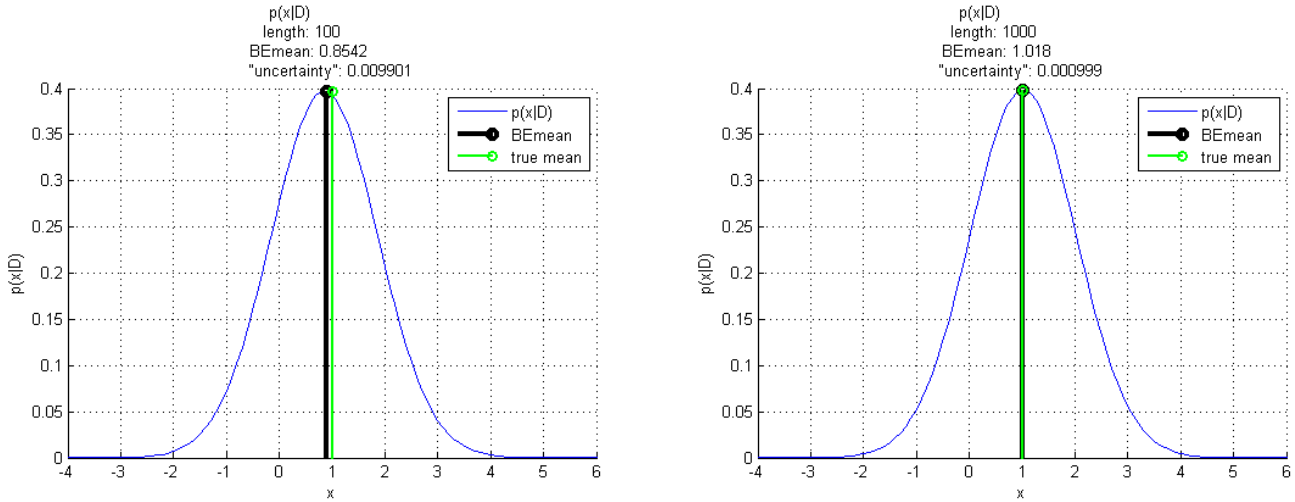 p(x|D)
length: 100
BEmean: 0.8542
"uncertainty": 0.009901
0.4
0.35
0.3
0.25
0.2
0.15
0.1
0.05
0
p(x|D)
-4 -3 -2 -1 0 1 2 3 4 5 6
x
p(x|D)
BEmean
true mean
p(x|D)
length: 1000
BEmean: 1.018
"uncertainty": 0.000999
0.4
0.35
0.3
0.25
0.2
0.15
0.1
0.05
0
p(x|D)
-4 -3 -2 -1 0 1 2 3 4 5 6
x
p(x|D)
BEmean
true mean